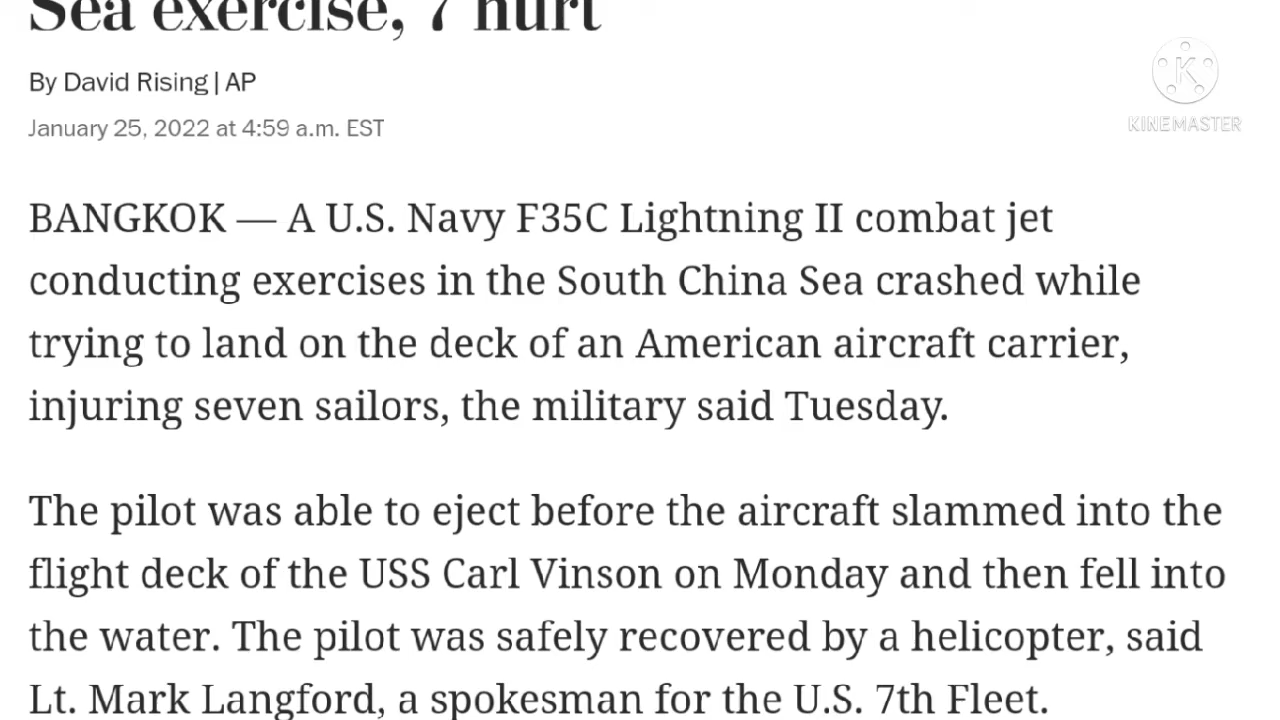 Sea exercise, 7 hurt
By David Rising | AP
January 25, 2022 at 4:59 a.m. EST
K
KINEMASTER
BANGKOK — A U.S. Navy F35C Lightning II combat jet
conducting exercises in the South China Sea crashed while
trying to land on the deck of an American aircraft carrier,
injuring seven sailors, the military said Tuesday.
The pilot was able to eject before the aircraft slammed into the
flight deck of the USS Carl Vinson on Monday and then fell into
the water. The pilot was safely recovered by a helicopter, said
Lt. Mark Langford, a spokesman for the U.S. 7th Fleet.